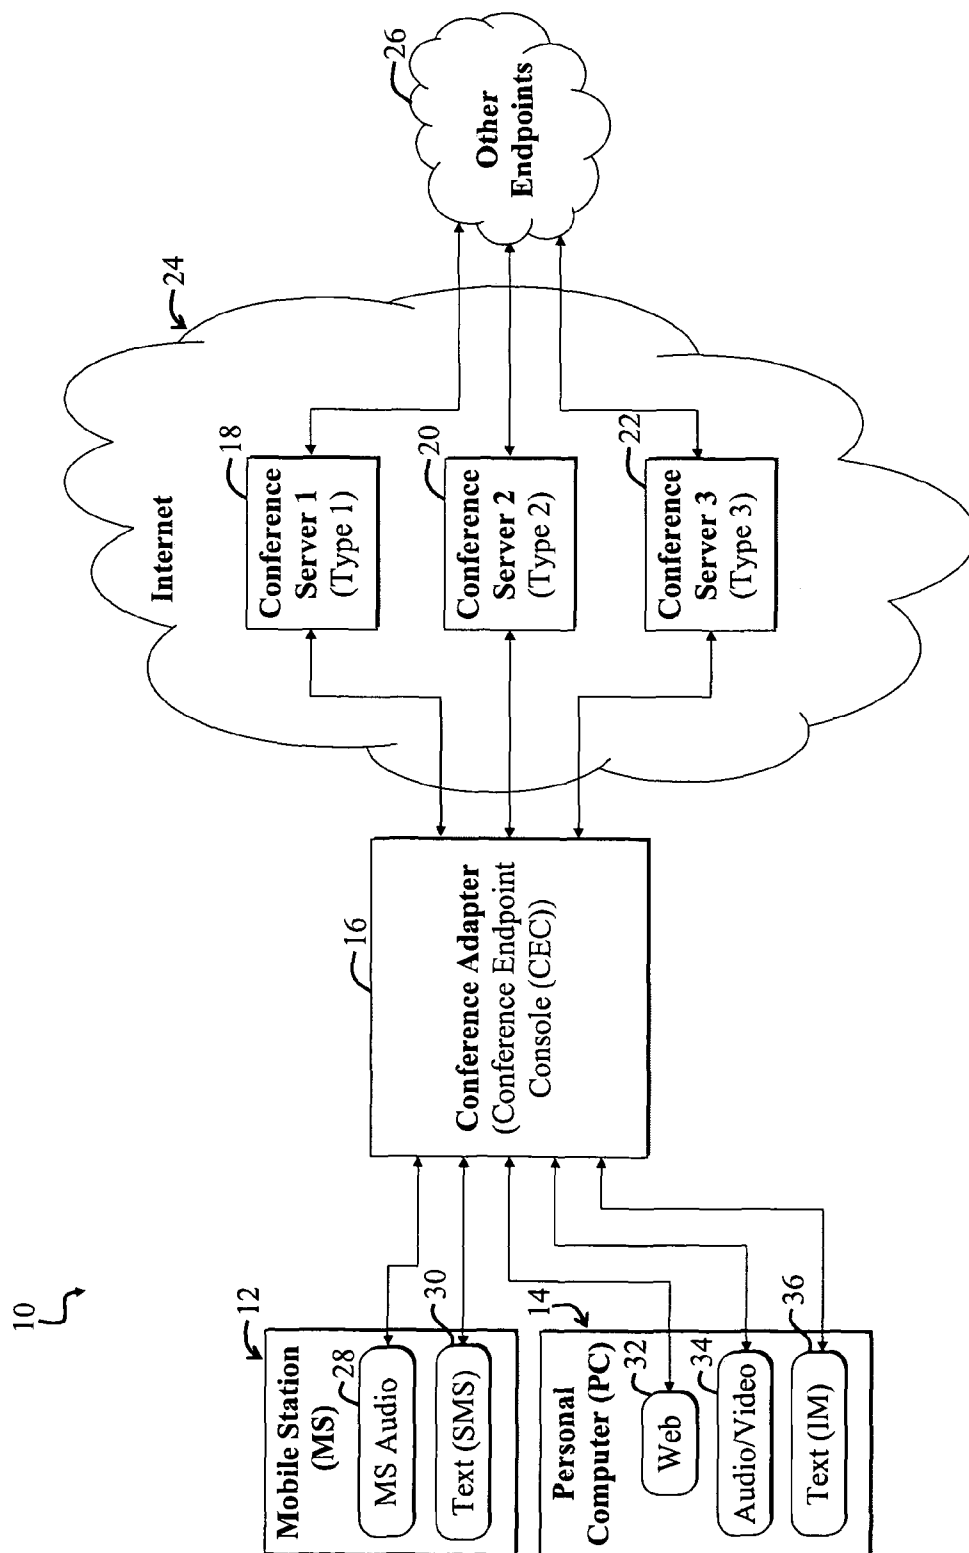 10
12
Mobile Station
(MS)
28
MS Audio
30
Text (SMS)
14
Personal
Computer (PC)
32
Web
34
Audio/Video
36
Text (IM)
16
Conference Adapter
(Conference Endpoint
Console (CEC))
24
Internet
18
Conference
Server 1
(Type 1)
20
Conference
Server 2
(Type 2)
22
Conference
Server 3
(Type 3)
26
Other
Endpoints